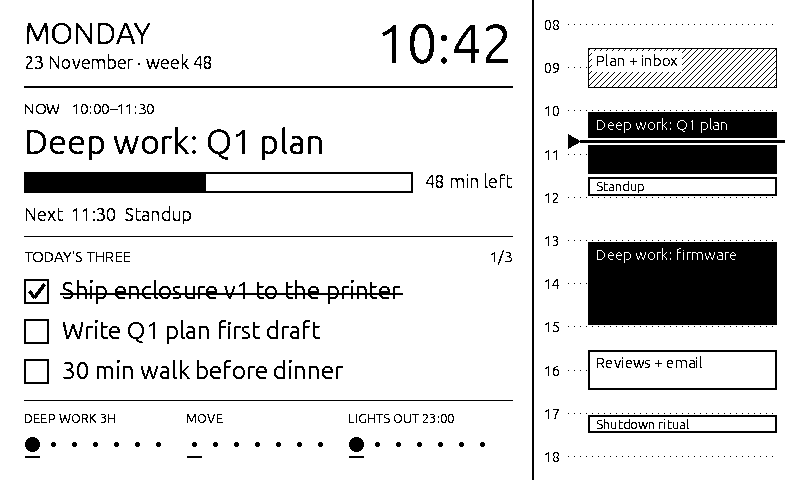 MONDAY
23 November · week 48
10:42
NOW 10:00–11:30
Deep work: Q1 plan
48 min left
Next 11:30 Standup
TODAY'S THREE
1/3
Ship enclosure v1 to the printer
Write Q1 plan first draft
30 min walk before dinner
DEEP WORK 3H
MOVE
LIGHTS OUT 23:00
08
09
Plan + inbox
10
Deep work: Q1 plan
11
Standup
12
13
Deep work: firmware
14
15
Reviews + email
16
17
Shutdown ritual
18